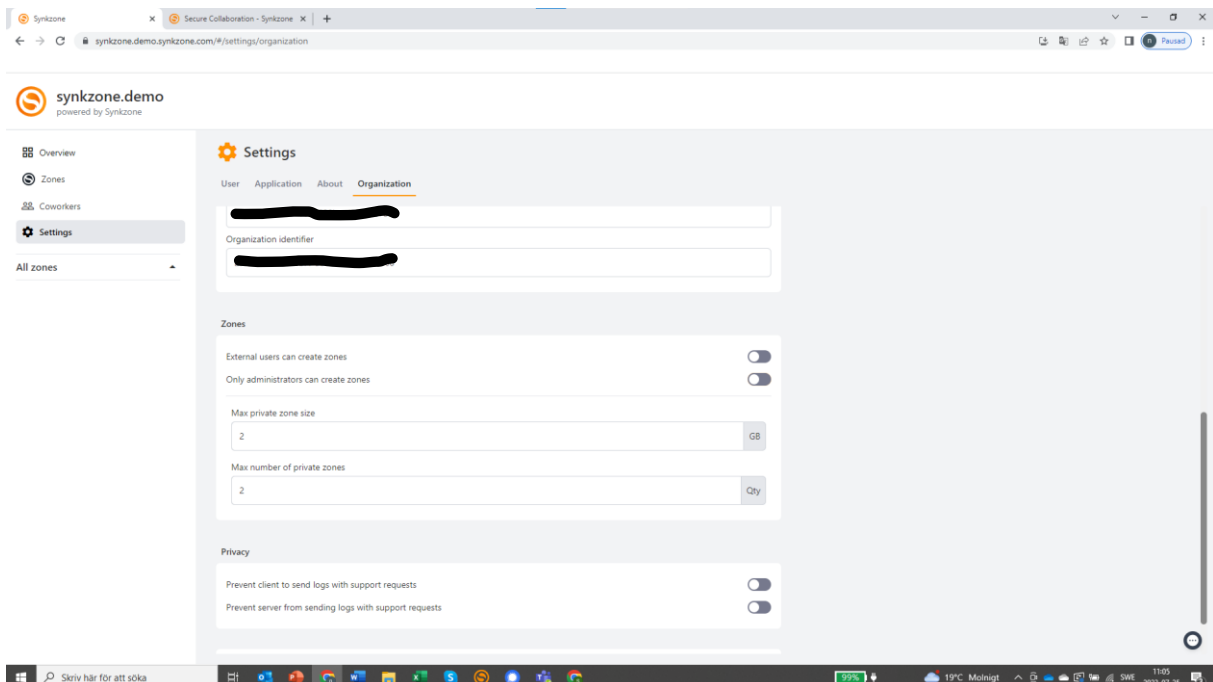 Synkzone
Secure Collaboration - Synkzone
synkzone.demo.synkzone.com/#/settings/organization
n Pausad
synkzone.demo
powered by Synkzone
Overview
Zones
Coworkers
Settings
All zones
Settings
User Application About Organization
Organization identifier
Zones
External users can create zones
Only administrators can create zones
Max private zone size
2 GB
Max number of private zones
2 Qty
Privacy
Prevent client to send logs with support requests
Prevent server from sending logs with support requests
Skriv här för att söka
99% 19°C Molnigt SWE 11:05